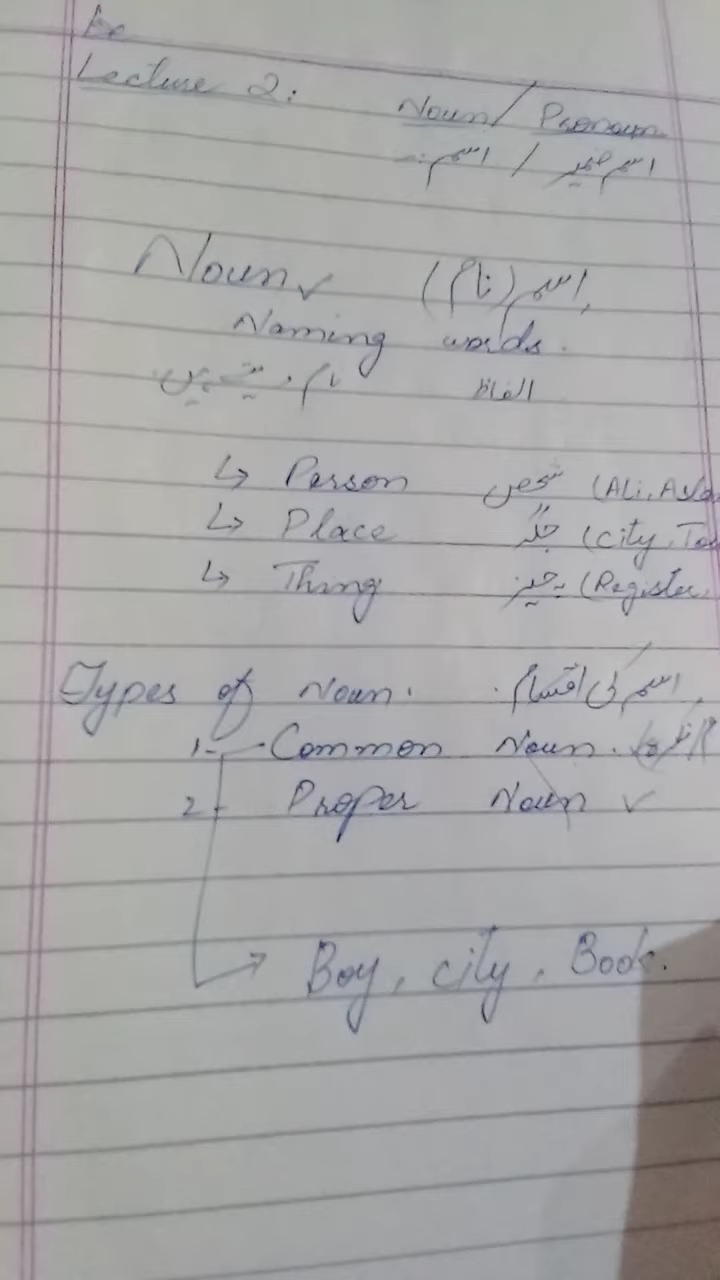 Lecture 2: Noun / Pronoun
اسم / اسم ضمیر
Noun ✓ اسم (نام)
Naming words.
نام الفاظ
↳ Person شخص (Ali,
↳ Place جگہ (city,
↳ Thing چیز (Register,
Types of Noun. اسم کی اقسام
1- Common Noun.
2- Proper Noun ✓
→ Boy, city, Book.